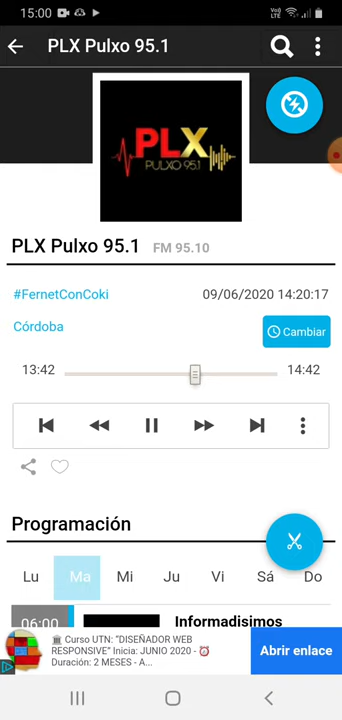 15:00
Vo))
LTE
PLX Pulxo 95.1
PLX
PULXO 95.1
PLX Pulxo 95.1 FM 95.10
#FernetConCoki 09/06/2020 14:20:17
Córdoba Cambiar
13:42 14:42
Programación
Lu Ma Mi Ju Vi Sá Do
06:00 Informadisimos
Curso UTN: "DISEÑADOR WEB
RESPONSIVE" Inicia: JUNIO 2020 -
Duración: 2 MESES - A...
Abrir enlace